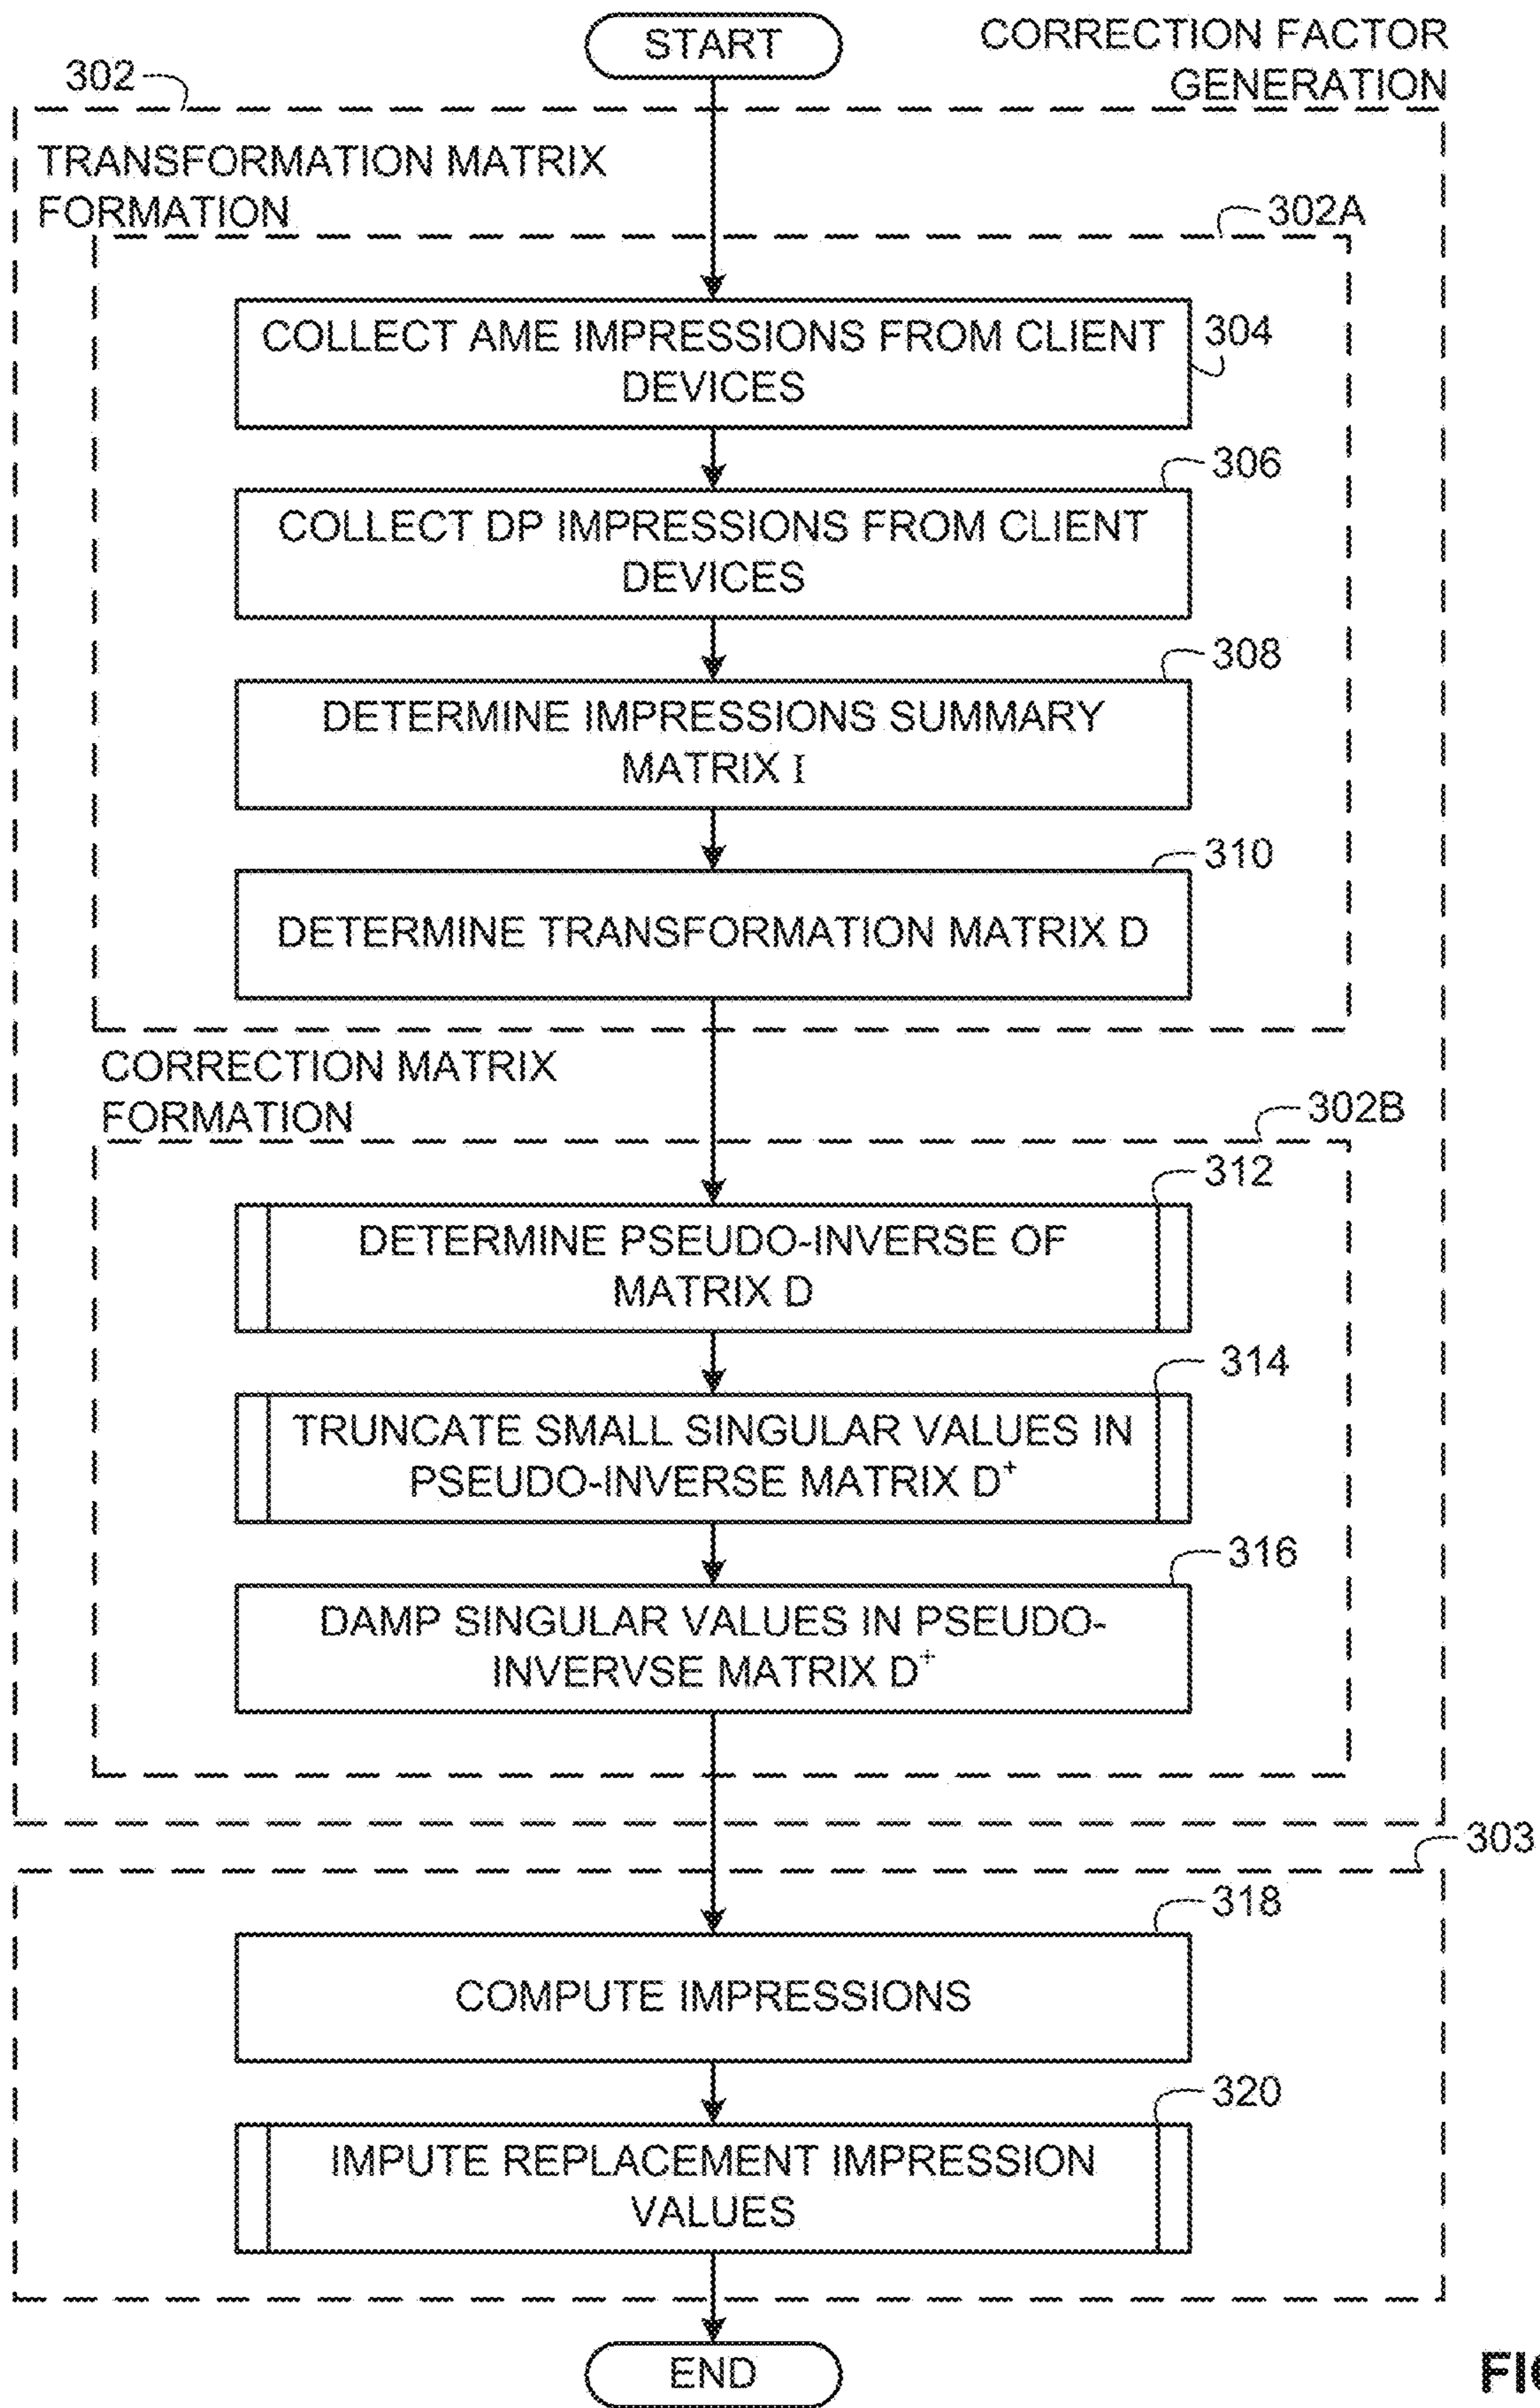 START
CORRECTION FACTOR
GENERATION
302
TRANSFORMATION MATRIX
FORMATION
302A
COLLECT AME IMPRESSIONS FROM CLIENT
DEVICES
304
306
COLLECT DP IMPRESSIONS FROM CLIENT
DEVICES
308
DETERMINE IMPRESSIONS SUMMARY
MATRIX I
310
DETERMINE TRANSFORMATION MATRIX D
CORRECTION MATRIX
FORMATION
302B
312
DETERMINE PSEUDO-INVERSE OF
MATRIX D
314
TRUNCATE SMALL SINGULAR VALUES IN
PSEUDO-INVERSE MATRIX D⁺
316
DAMP SINGULAR VALUES IN PSEUDO-
INVERVSE MATRIX D⁺
303
318
COMPUTE IMPRESSIONS
320
IMPUTE REPLACEMENT IMPRESSION
VALUES
END